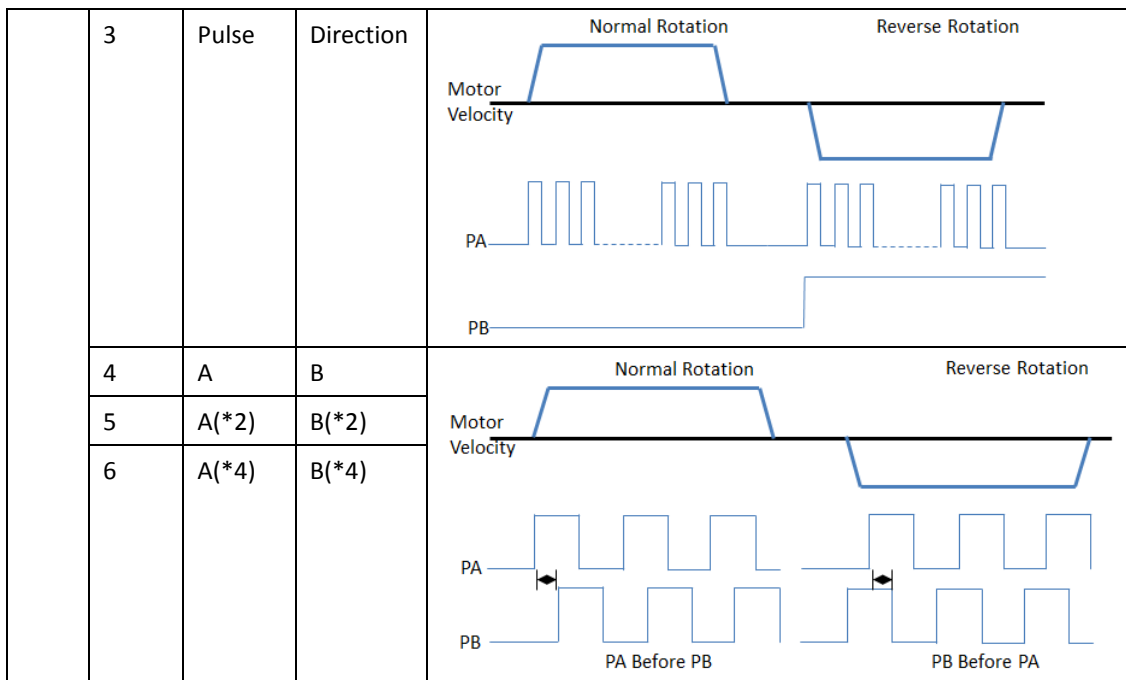 3 Pulse Direction
Normal Rotation Reverse Rotation
Motor
Velocity
PA
PB
4 A B
5 A(*2) B(*2)
6 A(*4) B(*4)
Normal Rotation Reverse Rotation
Motor
Velocity
PA
PB
PA Before PB PB Before PA